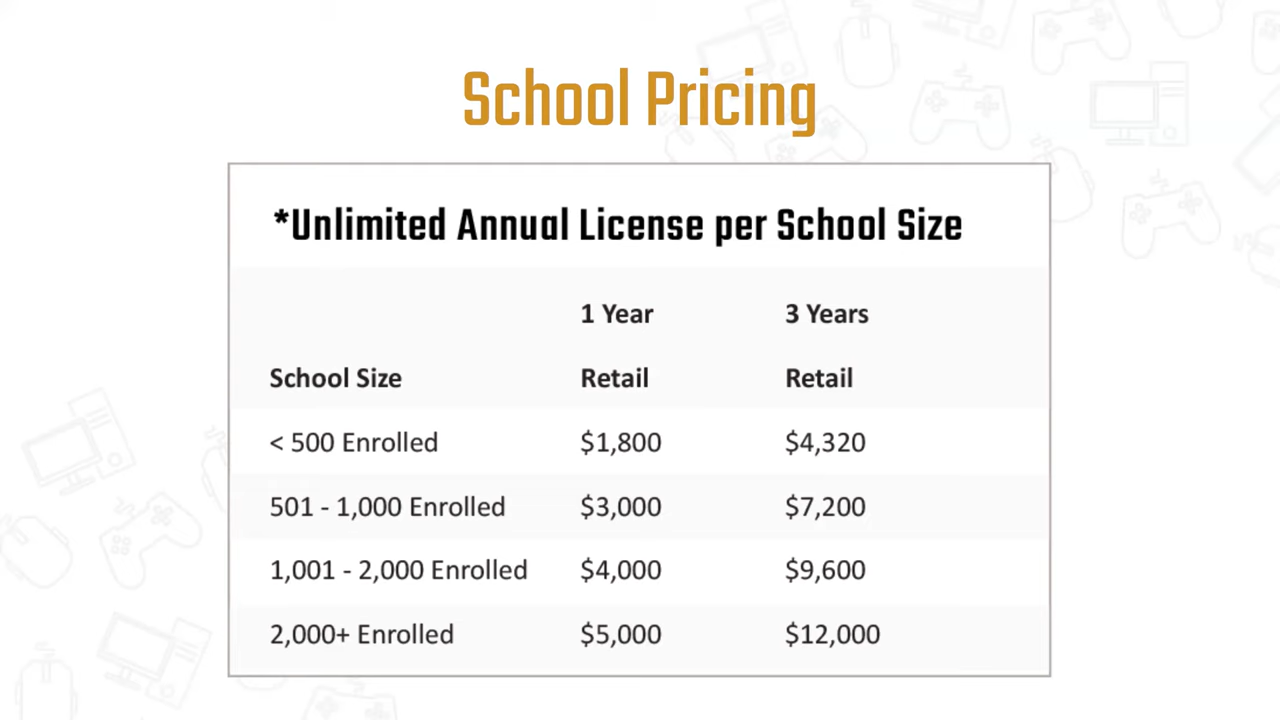 School Pricing
*Unlimited Annual License per School Size
1 Year 3 Years
School Size Retail Retail
< 500 Enrolled $1,800 $4,320
501 - 1,000 Enrolled $3,000 $7,200
1,001 - 2,000 Enrolled $4,000 $9,600
2,000+ Enrolled $5,000 $12,000